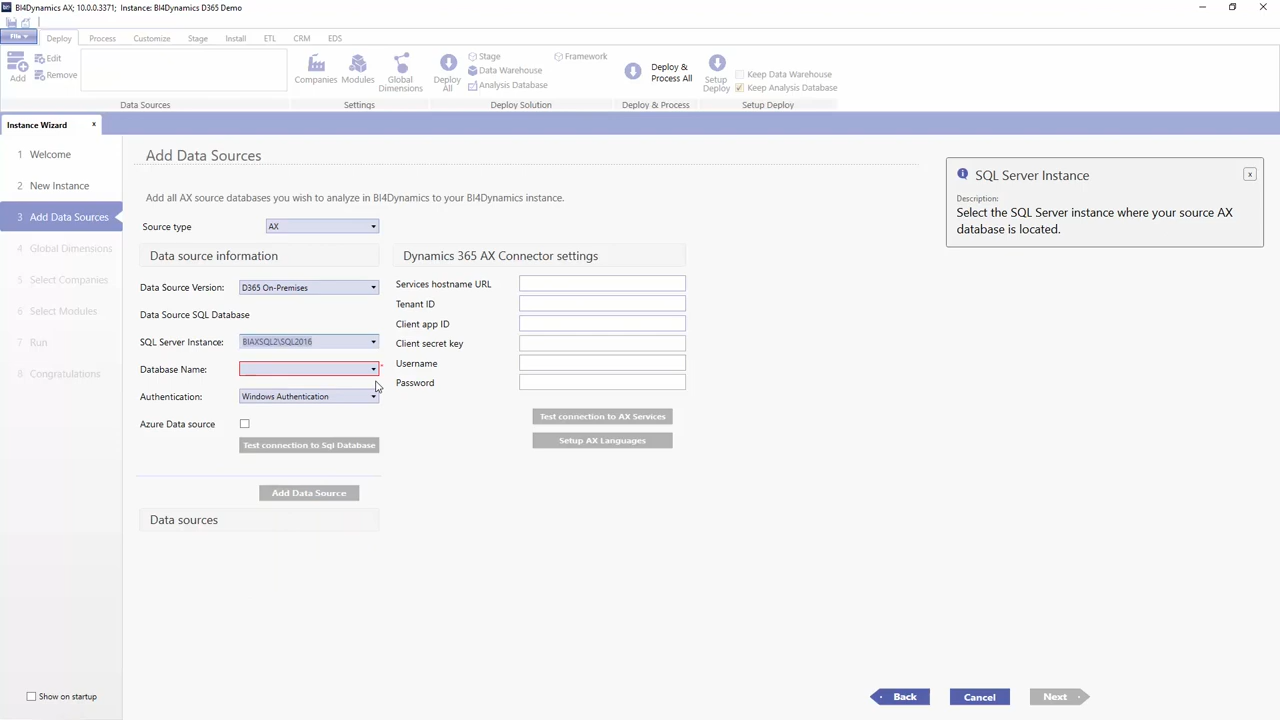 BI4Dynamics AX; 10.0.0.3371; Instance: BI4Dynamics D365 Demo
File Deploy Process Customize Stage Install ETL CRM EDS
Add
Edit
Remove
Data Sources
Companies
Modules
Global Dimensions
Settings
Deploy All
Stage
Data Warehouse
Analysis Database
Framework
Deploy Solution
Deploy & Process All
Deploy & Process
Setup Deploy
Keep Data Warehouse
Keep Analysis Database
Setup Deploy
Instance Wizard x
1 Welcome
2 New Instance
3 Add Data Sources
4 Global Dimensions
5 Select Companies
6 Select Modules
7 Run
8 Congratulations
Show on startup
Add Data Sources
Add all AX source databases you wish to analyze in BI4Dynamics to your BI4Dynamics instance.
Source type AX
Data source information
Data Source Version: D365 On-Premises
Data Source SQL Database
SQL Server Instance: BIAXSQL2\SQL2016
Database Name: *
Authentication: Windows Authentication
Azure Data source
Test connection to Sql Database
Add Data Source
Data sources
Dynamics 365 AX Connector settings
Services hostname URL
Tenant ID
Client app ID
Client secret key
Username
Password
Test connection to AX Services
Setup AX Languages
SQL Server Instance x
Description:
Select the SQL Server instance where your source AX
database is located.
Back Cancel Next